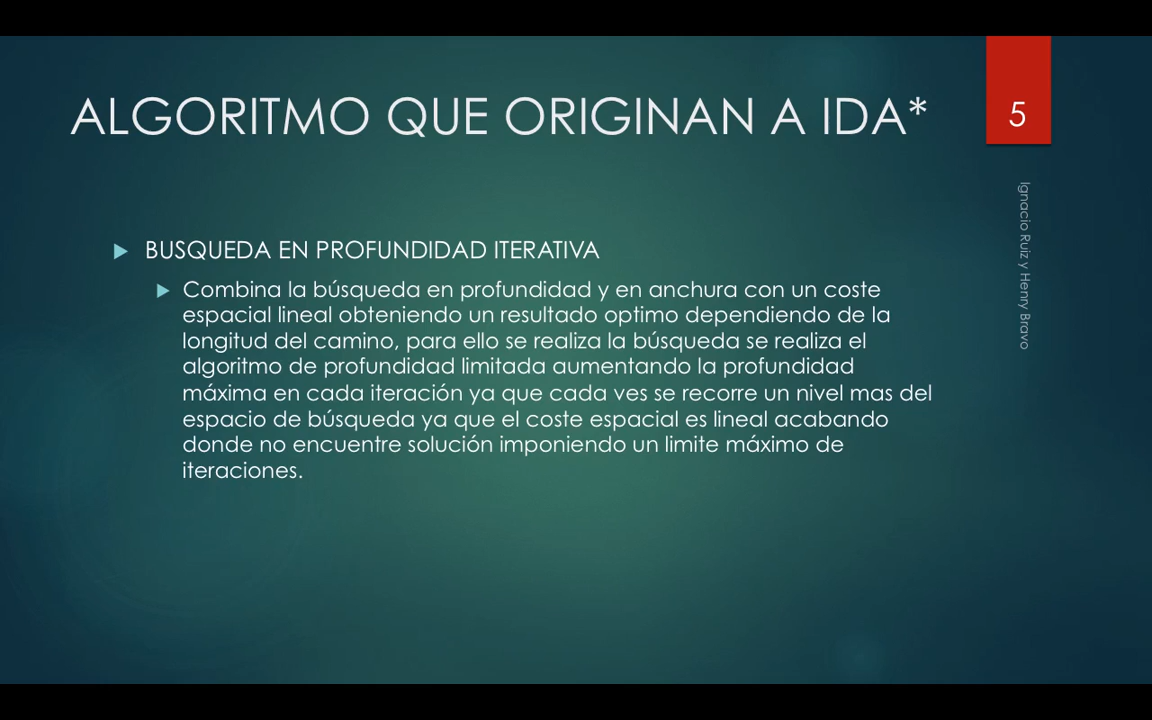 ALGORITMO QUE ORIGINAN A IDA*
5
BUSQUEDA EN PROFUNDIDAD ITERATIVA
Combina la búsqueda en profundidad y en anchura con un coste
espacial lineal obteniendo un resultado optimo dependiendo de la
longitud del camino, para ello se realiza la búsqueda se realiza el
algoritmo de profundidad limitada aumentando la profundidad
máxima en cada iteración ya que cada ves se recorre un nivel mas del
espacio de búsqueda ya que el coste espacial es lineal acabando
donde no encuentre solución imponiendo un limite máximo de
iteraciones.
Ignacio Ruiz y Henry Bravo